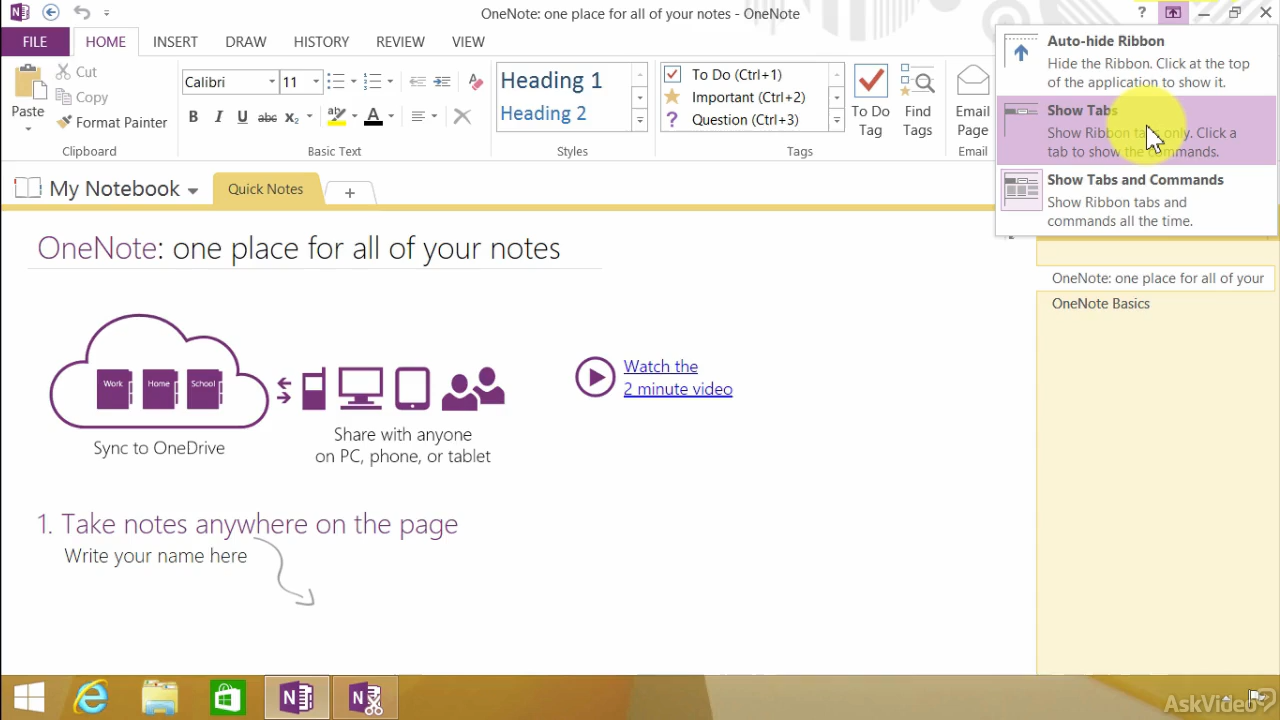 OneNote: one place for all of your notes - OneNote
?
FILE HOME INSERT DRAW HISTORY REVIEW VIEW
Paste
Cut
Copy
Format Painter
Clipboard
Calibri 11
B I U abc X₂ A
Basic Text
Heading 1
Heading 2
Styles
To Do (Ctrl+1)
Important (Ctrl+2)
? Question (Ctrl+3)
To Do
Tag
Find
Tags
Tags
Email
Page
Email
Auto-hide Ribbon
Hide the Ribbon. Click at the top
of the application to show it.
Show Tabs
Show Ribbon tabs only. Click a
tab to show the commands.
Show Tabs and Commands
Show Ribbon tabs and
commands all the time.
My Notebook
Quick Notes
+
OneNote: one place for all of your notes
Work Home School
Sync to OneDrive
Share with anyone
on PC, phone, or tablet
Watch the
2 minute video
1. Take notes anywhere on the page
Write your name here
OneNote: one place for all of your
OneNote Basics
AskVideo